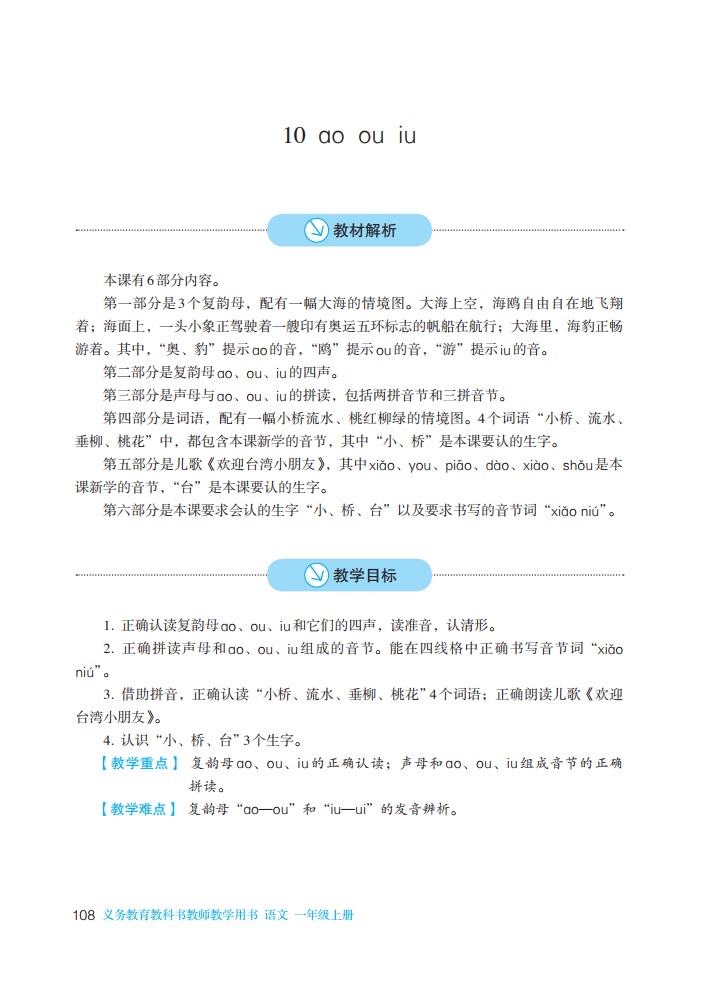 10 ao ou iu
教材解析
本课有6部分内容。
第一部分是3个复韵母，配有一幅大海的情境图。大海上空，海鸥自由自在地飞翔
着；海面上，一头小象正驾驶着一艘印有奥运五环标志的帆船在航行；大海里，海豹正畅
游着。其中，“奥、豹”提示ao的音，“鸥”提示ou的音，“游”提示iu的音。
第二部分是复韵母ao、ou、iu的四声。
第三部分是声母与ao、ou、iu的拼读，包括两拼音节和三拼音节。
第四部分是词语，配有一幅小桥流水、桃红柳绿的情境图。4个词语“小桥、流水、
垂柳、桃花”中，都包含本课新学的音节，其中“小、桥”是本课要认的生字。
第五部分是儿歌《欢迎台湾小朋友》，其中xiǎo、you、piāo、dào、xiào、shǒu是本
课新学的音节，“台”是本课要认的生字。
第六部分是本课要求会认的生字“小、桥、台”以及要求书写的音节词“xiǎo niú”。
教学目标
1. 正确认读复韵母ao、ou、iu和它们的四声，读准音，认清形。
2. 正确拼读声母和ao、ou、iu组成的音节。能在四线格中正确书写音节词“xiǎo
niú”。
3. 借助拼音，正确认读“小桥、流水、垂柳、桃花”4个词语；正确朗读儿歌《欢迎
台湾小朋友》。
4. 认识“小、桥、台”3个生字。
【教学重点】 复韵母ao、ou、iu的正确认读；声母和ao、ou、iu组成音节的正确
拼读。
【教学难点】 复韵母“ao—ou”和“iu—ui”的发音辨析。
108 义务教育教科书教师教学用书 语文 一年级上册